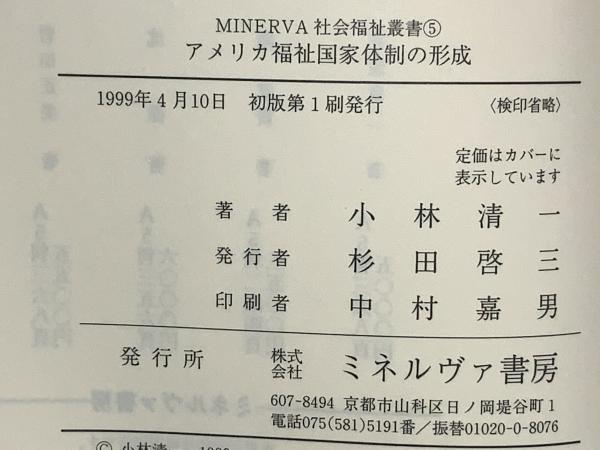 MINERVA 社会福祉叢書⑤
アメリカ福祉国家体制の形成
1999年4月10日　初版第1刷発行　〈検印省略〉
定価はカバーに
表示しています
著者　小林清一
発行者　杉田啓三
印刷者　中村嘉男
発行所　株式会社　ミネルヴァ書房
607-8494 京都市山科区日ノ岡堤谷町1
電話075(581)5191番／振替01020-0-8076
© 小林清